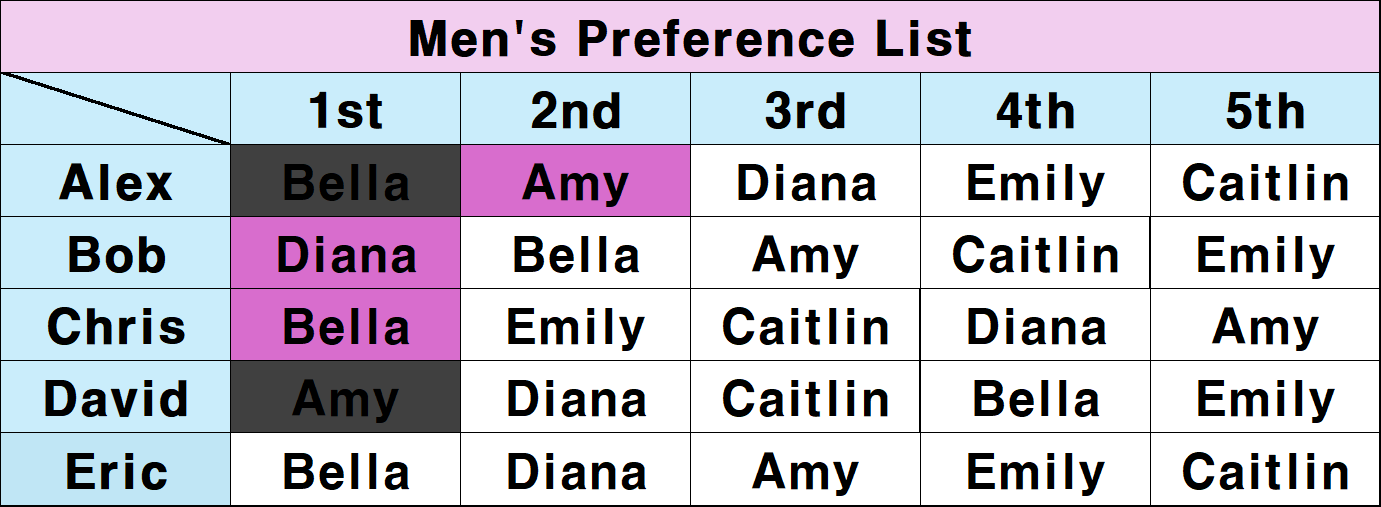 Men's Preference List
1st 2nd 3rd 4th 5th
Alex Bella Amy Diana Emily Caitlin
Bob Diana Bella Amy Caitlin Emily
Chris Bella Emily Caitlin Diana Amy
David Amy Diana Caitlin Bella Emily
Eric Bella Diana Amy Emily Caitlin